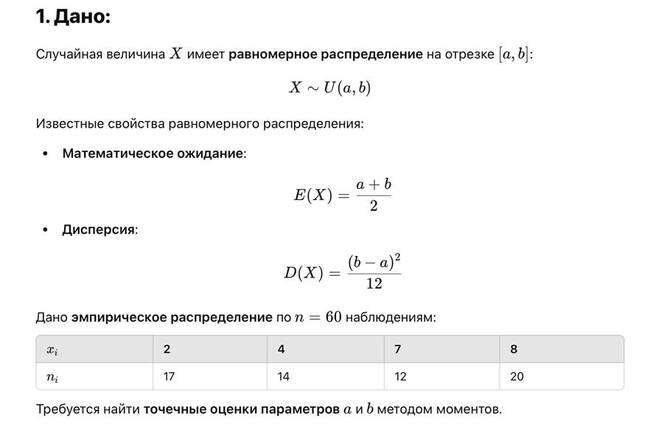 1. Дано:
Случайная величина X имеет равномерное распределение на отрезке [a, b]:
X ∼ U(a, b)
Известные свойства равномерного распределения:
• Математическое ожидание:
E(X) = (a + b) / 2
• Дисперсия:
D(X) = (b − a)² / 12
Дано эмпирическое распределение по n = 60 наблюдениям:
xᵢ 2 4 7 8
nᵢ 17 14 12 20
Требуется найти точечные оценки параметров a и b методом моментов.